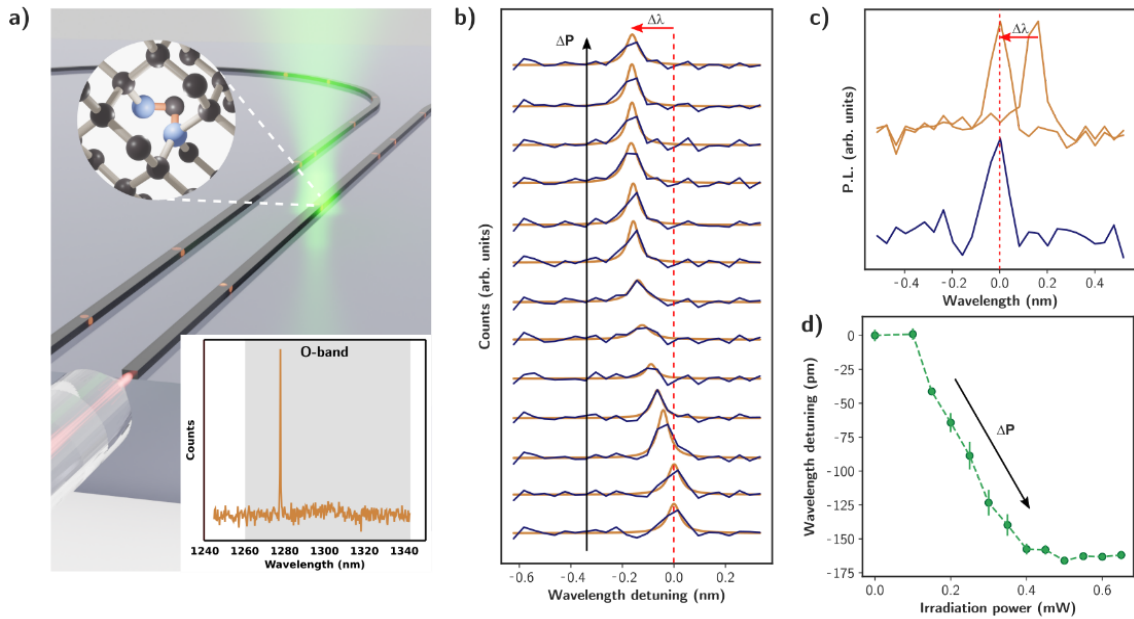 a)
O-band
Counts
1240 1260 1280 1300 1320 1340
Wavelength (nm)
b)
Δλ
ΔP
Counts (arb. units)
-0.6 -0.4 -0.2 0.0 0.2
Wavelength detuning (nm)
c)
Δλ
P.L. (arb. units)
-0.4 -0.2 0.0 0.2 0.4
Wavelength (nm)
d)
0
-25
-50
-75
-100
-125
-150
-175
Wavelength detuning (pm)
ΔP
0.0 0.2 0.4 0.6
Irradiation power (mW)